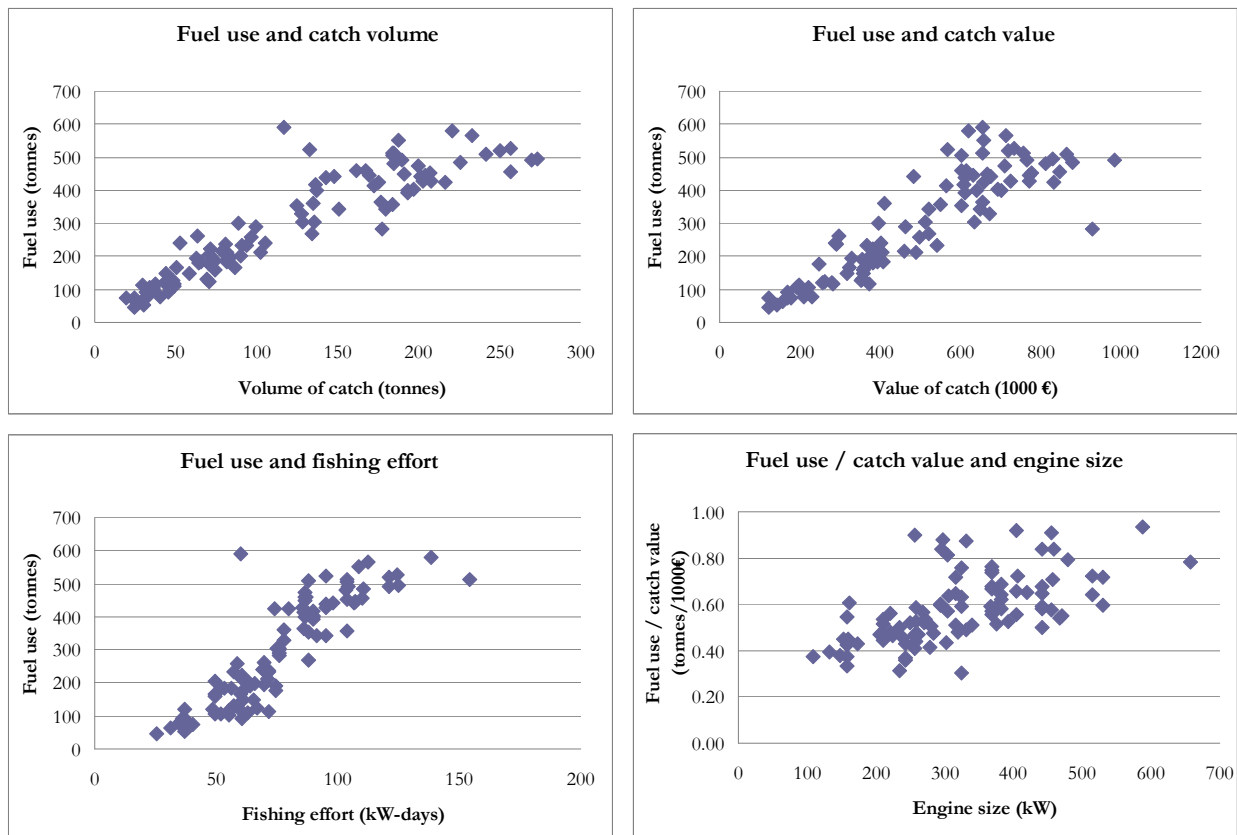 Fuel use and catch volume
Fuel use (tonnes)
700
600
500
400
300
200
100
0
0 50 100 150 200 250 300
Volume of catch (tonnes)
Fuel use and catch value
Fuel use (tonnes)
700
600
500
400
300
200
100
0
0 200 400 600 800 1000 1200
Value of catch (1000 €)
Fuel use and fishing effort
Fuel use (tonnes)
700
600
500
400
300
200
100
0
0 50 100 150 200
Fishing effort (kW-days)
Fuel use / catch value and engine size
Fuel use / catch value
(tonnes /1000€)
1.00
0.80
0.60
0.40
0.20
0.00
0 100 200 300 400 500 600 700
Engine size (kW)